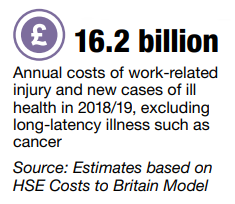 £ 16.2 billion
Annual costs of work-related
injury and new cases of ill
health in 2018/19, excluding
long-latency illness such as
cancer
Source: Estimates based on
HSE Costs to Britain Model